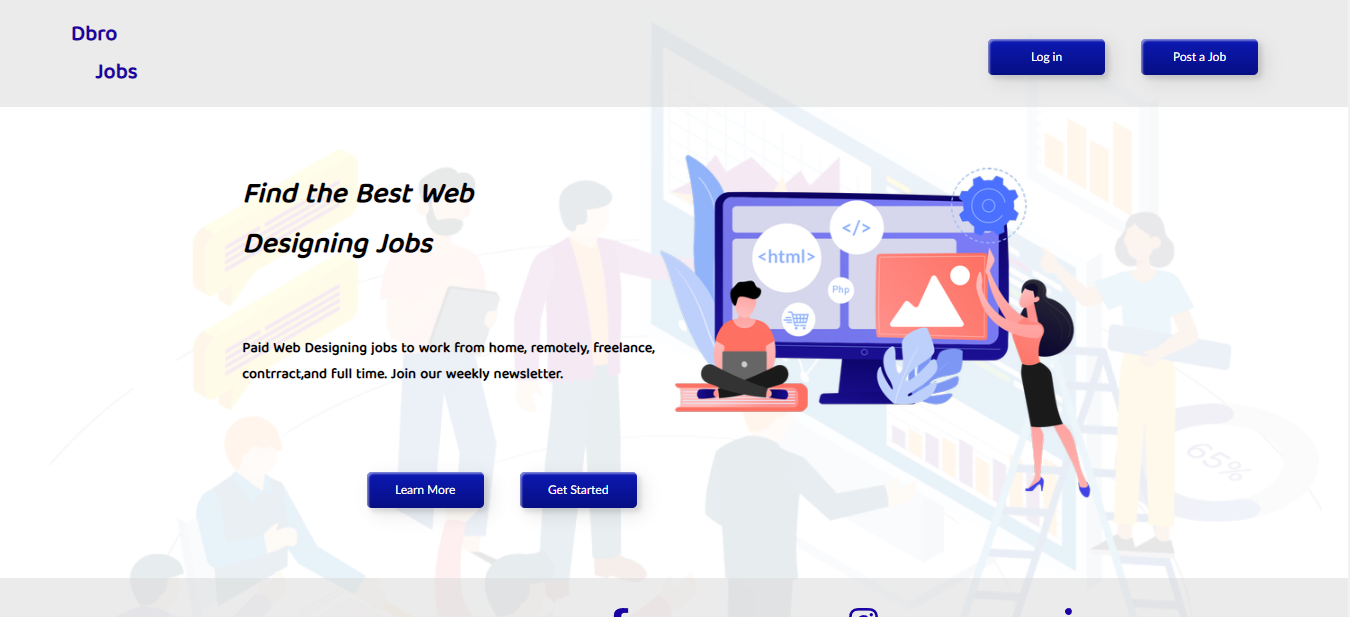 Dbro
Jobs
Log in
Post a Job
Find the Best Web
Designing Jobs
</>
<html>
Php
Paid Web Designing jobs to work from home, remotely, freelance,
contrract,and full time. Join our weekly newsletter.
65%
Learn More
Get Started